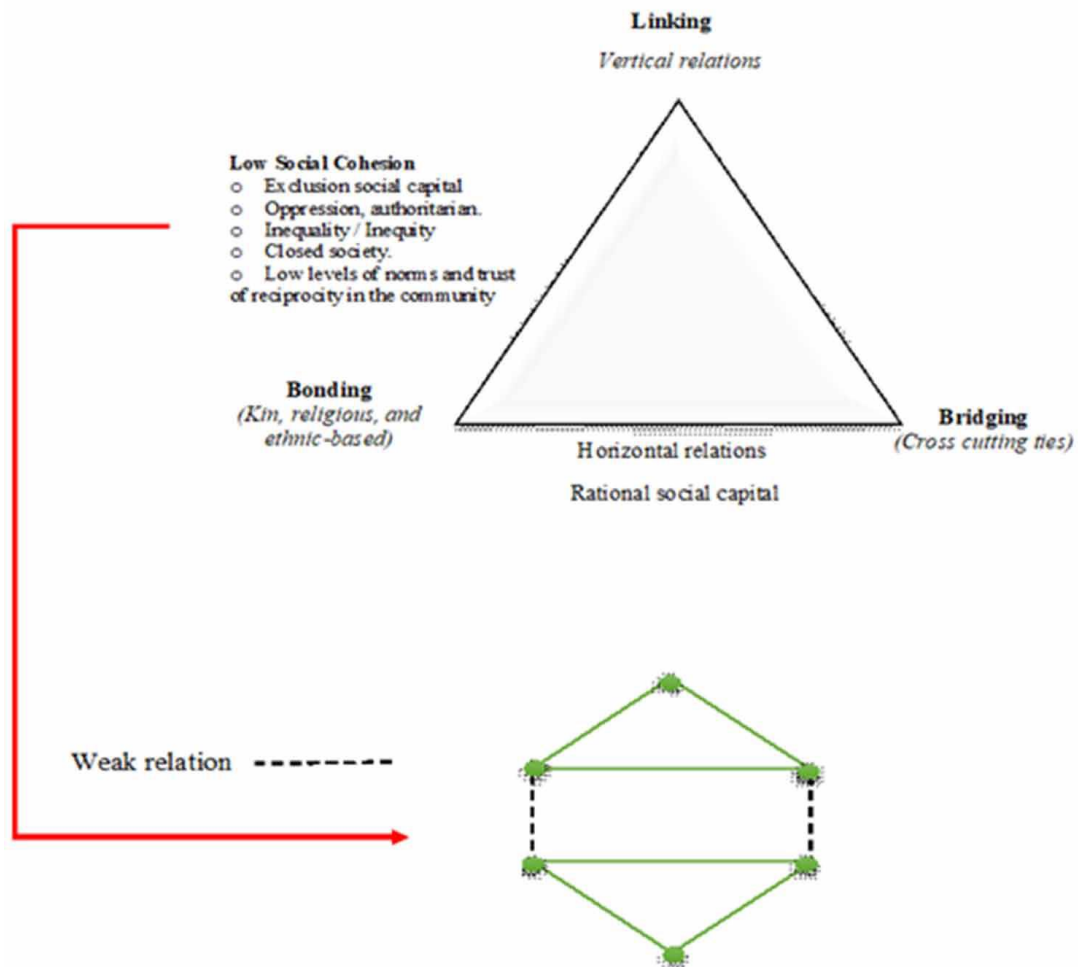 Linking
Vertical relations
Low Social Cohesion
o Exclusion social capital
o Oppression, authoritarian.
o Inequality / Inequity
o Closed society.
o Low levels of norms and trust
of reciprocity in the community
Bonding
(Kin, religious, and
ethnic-based)
Bridging
(Cross cutting ties)
Horizontal relations
Rational social capital
Weak relation